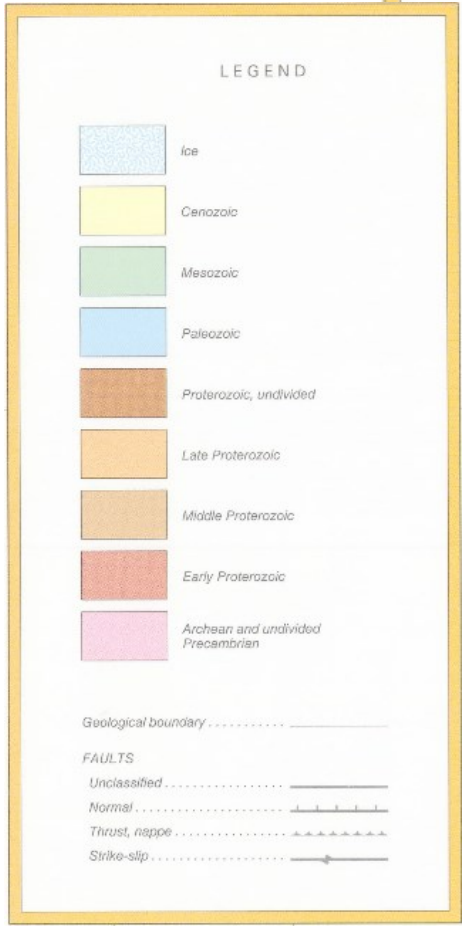 LEGEND
Ice
Cenozoic
Mesozoic
Paleozoic
Proterozoic, undivided
Late Proterozoic
Middle Proterozoic
Early Proterozoic
Archean and undivided
Precambrian
Geological boundary ...........
FAULTS
Unclassified .................
Normal .....................
Thrust, nappe ...............
Strike-slip ...................